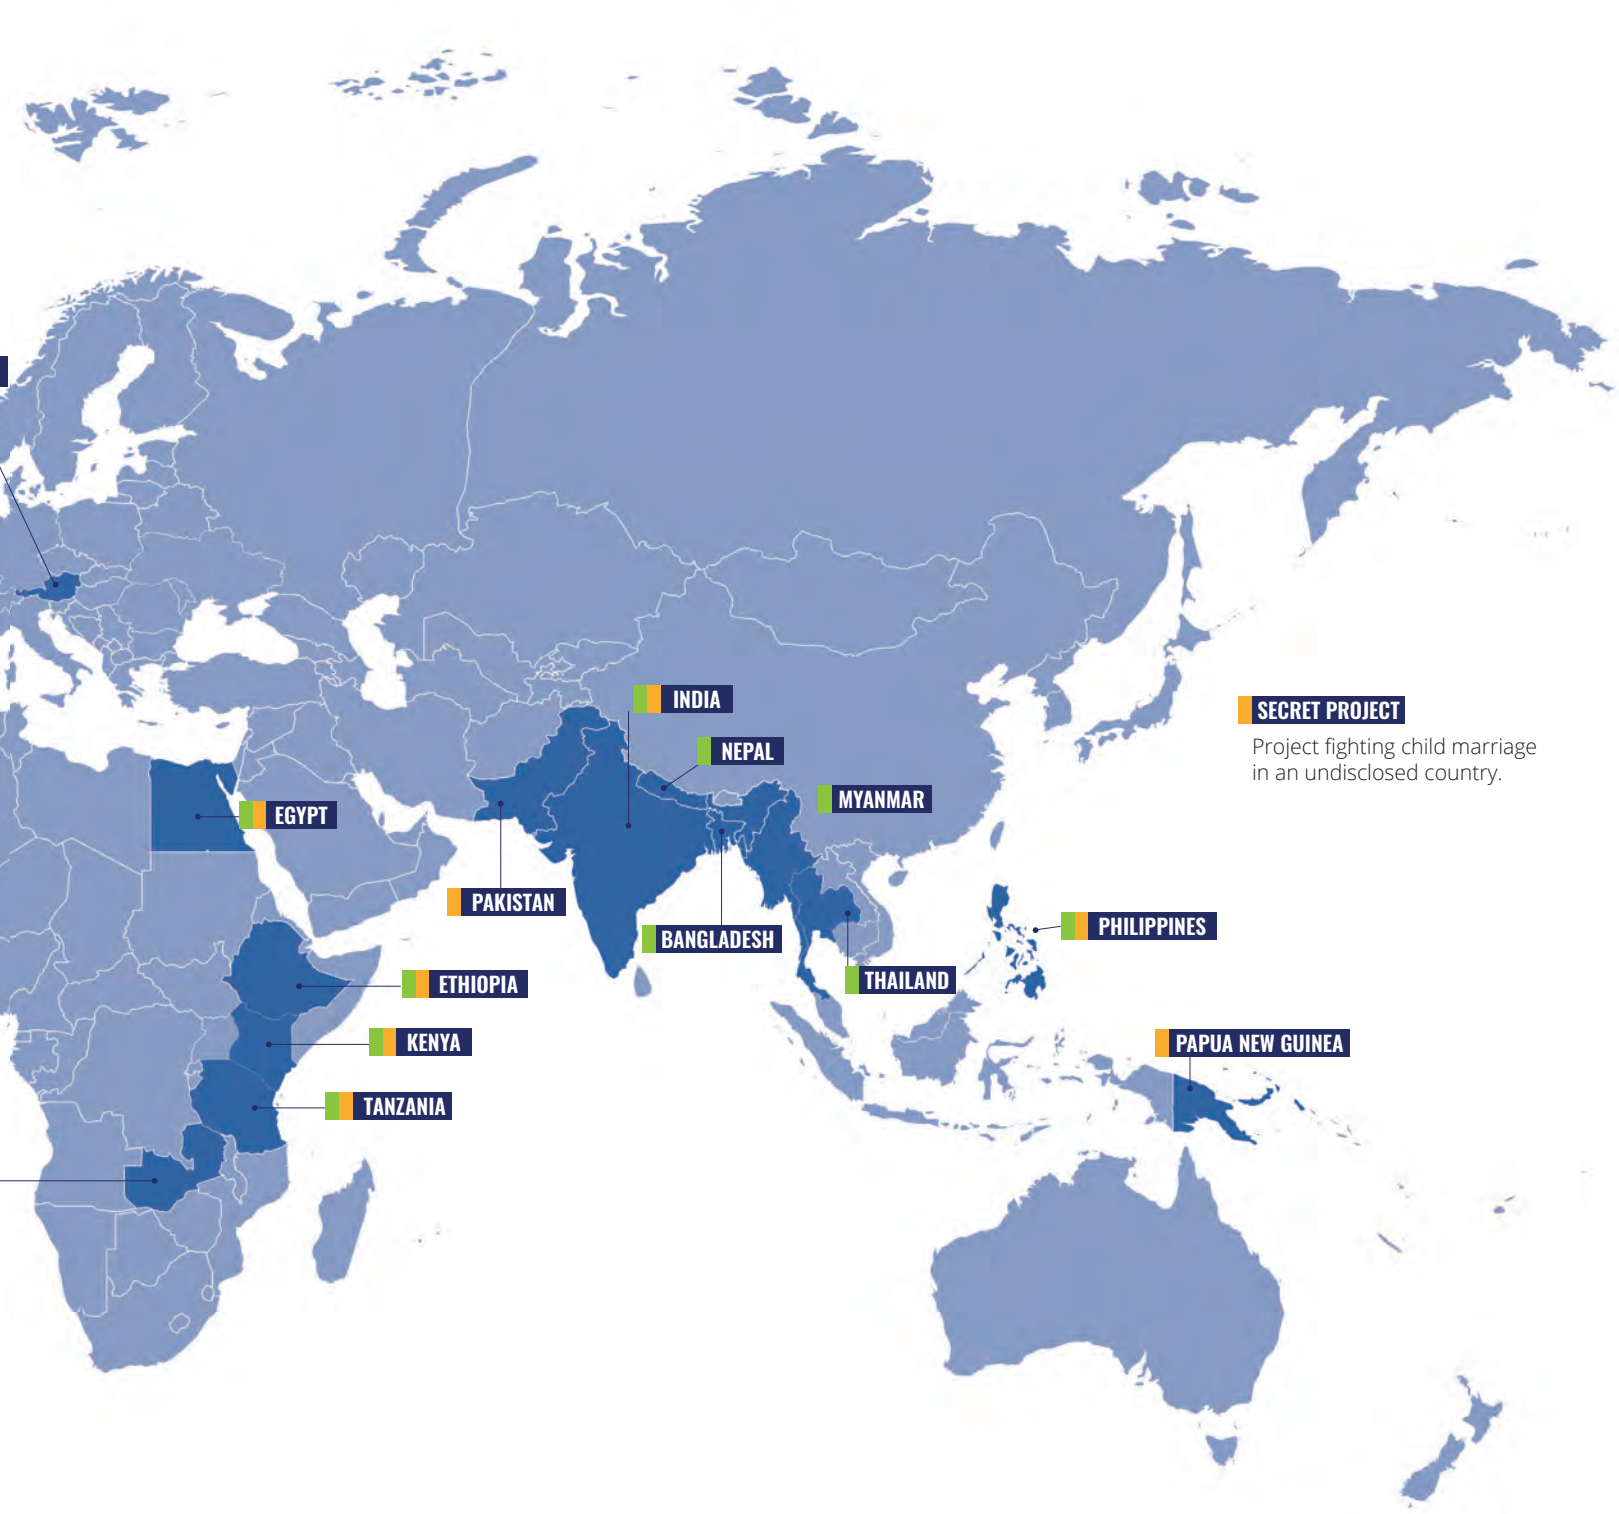 INDIA
SECRET PROJECT
Project fighting child marriage
in an undisclosed country.
NEPAL
MYANMAR
EGYPT
PAKISTAN
PHILIPPINES
BANGLADESH
THAILAND
ETHIOPIA
KENYA
PAPUA NEW GUINEA
TANZANIA